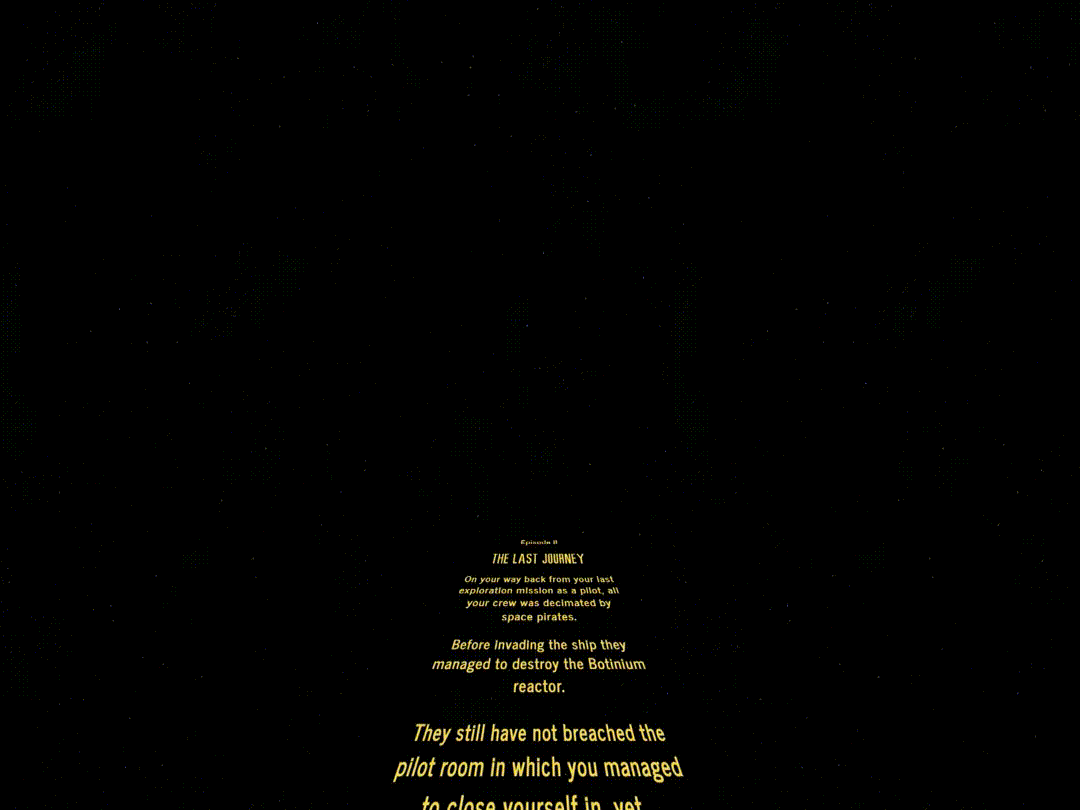 Episode II
THE LAST JOURNEY
On your way back from your last
exploration mission as a pilot, all
your crew was decimated by
space pirates.
Before invading the ship they
managed to destroy the Botinium
reactor.
They still have not breached the
pilot room in which you managed
to close yourself in, yet